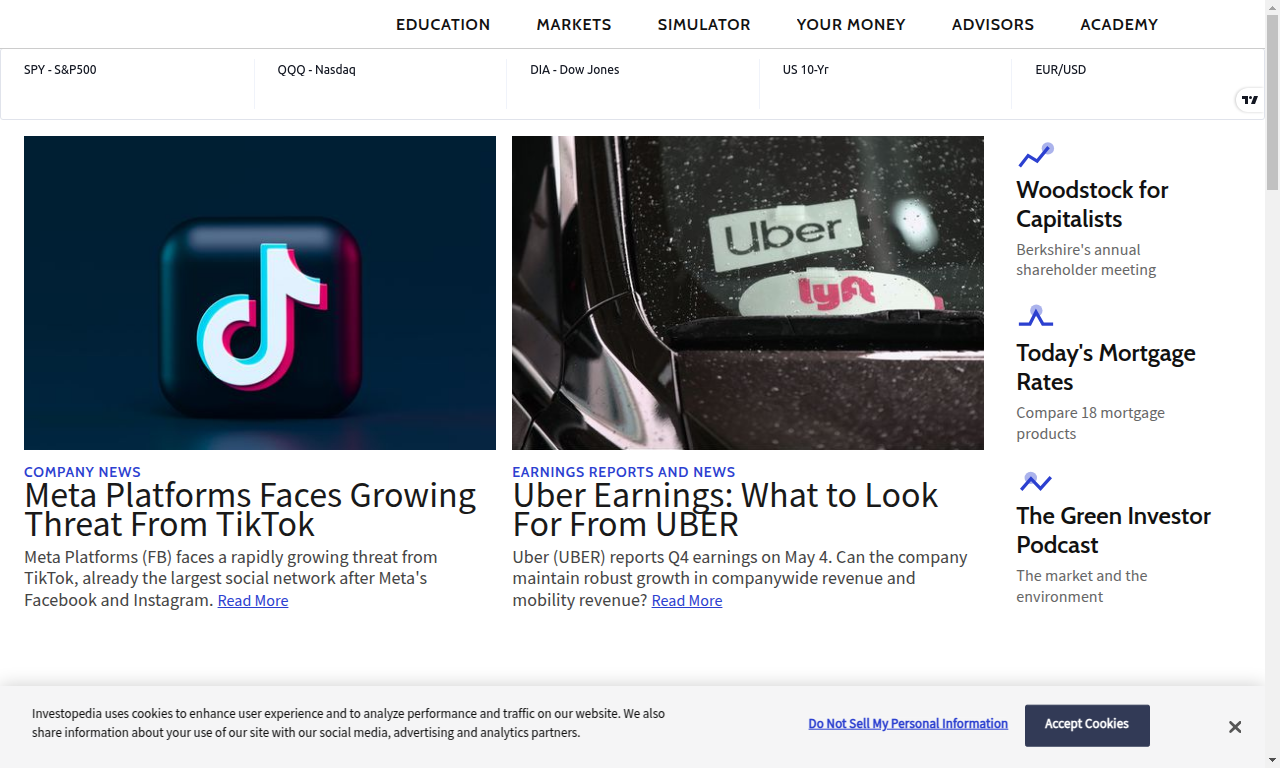 EDUCATION MARKETS SIMULATOR YOUR MONEY ADVISORS ACADEMY
SPY - S&P500 QQQ - Nasdaq DIA - Dow Jones US 10-Yr EUR/USD
Uber
lyft
COMPANY NEWS
Meta Platforms Faces Growing
Threat From TikTok
Meta Platforms (FB) faces a rapidly growing threat from
TikTok, already the largest social network after Meta's
Facebook and Instagram. Read More
EARNINGS REPORTS AND NEWS
Uber Earnings: What to Look
For From UBER
Uber (UBER) reports Q4 earnings on May 4. Can the company
maintain robust growth in companywide revenue and
mobility revenue? Read More
Woodstock for
Capitalists
Berkshire's annual
shareholder meeting
Today's Mortgage
Rates
Compare 18 mortgage
products
The Green Investor
Podcast
The market and the
environment
Investopedia uses cookies to enhance user experience and to analyze performance and traffic on our website. We also
share information about your use of our site with our social media, advertising and analytics partners.
Do Not Sell My Personal Information
Accept Cookies